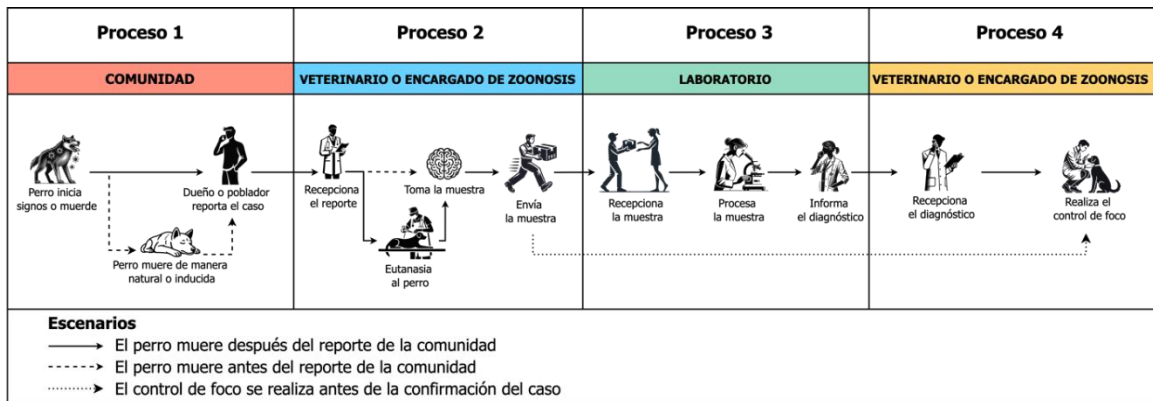 Proceso 1
Proceso 2
Proceso 3
Proceso 4
COMUNIDAD
VETERINARIO O ENCARGADO DE ZOONOSIS
LABORATORIO
VETERINARIO O ENCARGADO DE ZOONOSIS
Perro inicia
signos o muerde
Dueño o poblador
reporta el caso
Perro muere de manera
natural o inducida
Recepciona
el reporte
Toma la muestra
Eutanasia
al perro
Envía
la muestra
Recepciona
la muestra
Procesa
la muestra
Informa
el diagnóstico
Recepciona
el diagnóstico
Realiza el
control de foco
Escenarios
El perro muere después del reporte de la comunidad
El perro muere antes del reporte de la comunidad
El control de foco se realiza antes de la confirmación del caso